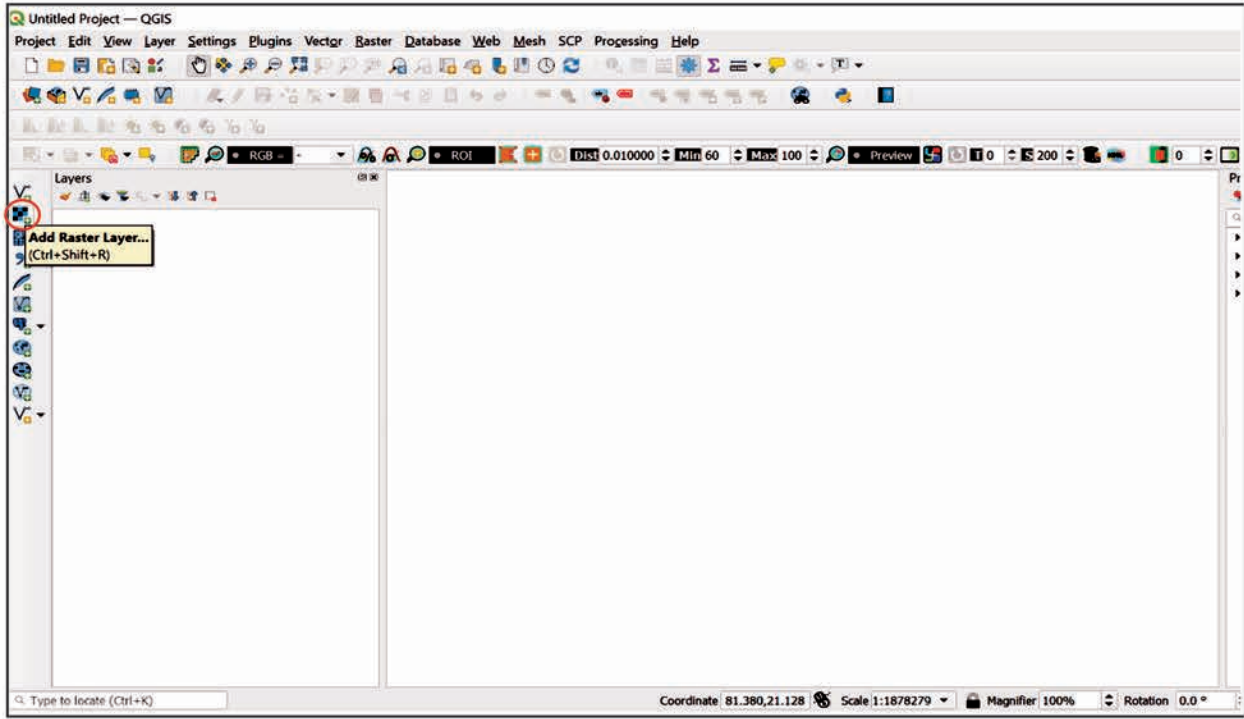 Untitled Project — QGIS
Project Edit View Layer Settings Plugins Vector Raster Database Web Mesh SCP Processing Help
RGB = - ROI Dist 0.010000 Min 60 Max 100 Preview T 0 S 200 0
Layers
Add Raster Layer...
(Ctrl+Shift+R)
Type to locate (Ctrl+K) Coordinate 81.380,21.128 Scale 1:1878279 Magnifier 100% Rotation 0.0 °